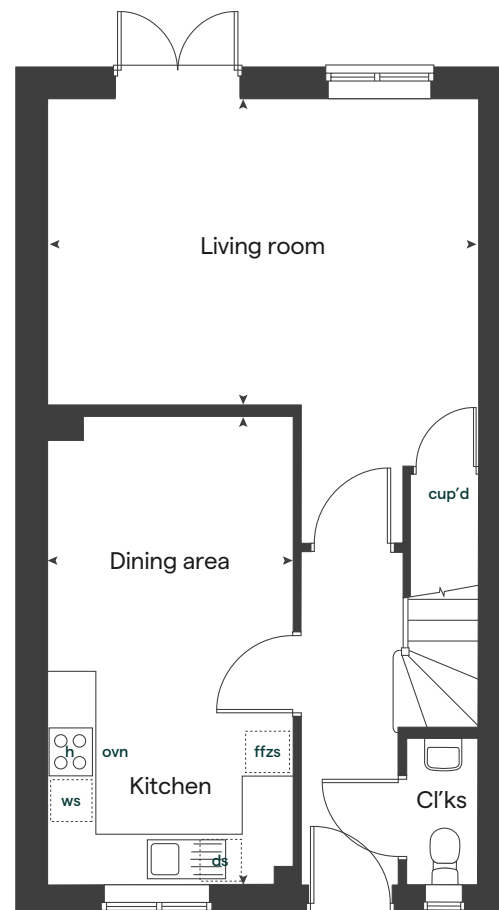 Living room
cup’d
Dining area
h
ovn
ffzs
Kitchen
ws
Cl’ks
ds